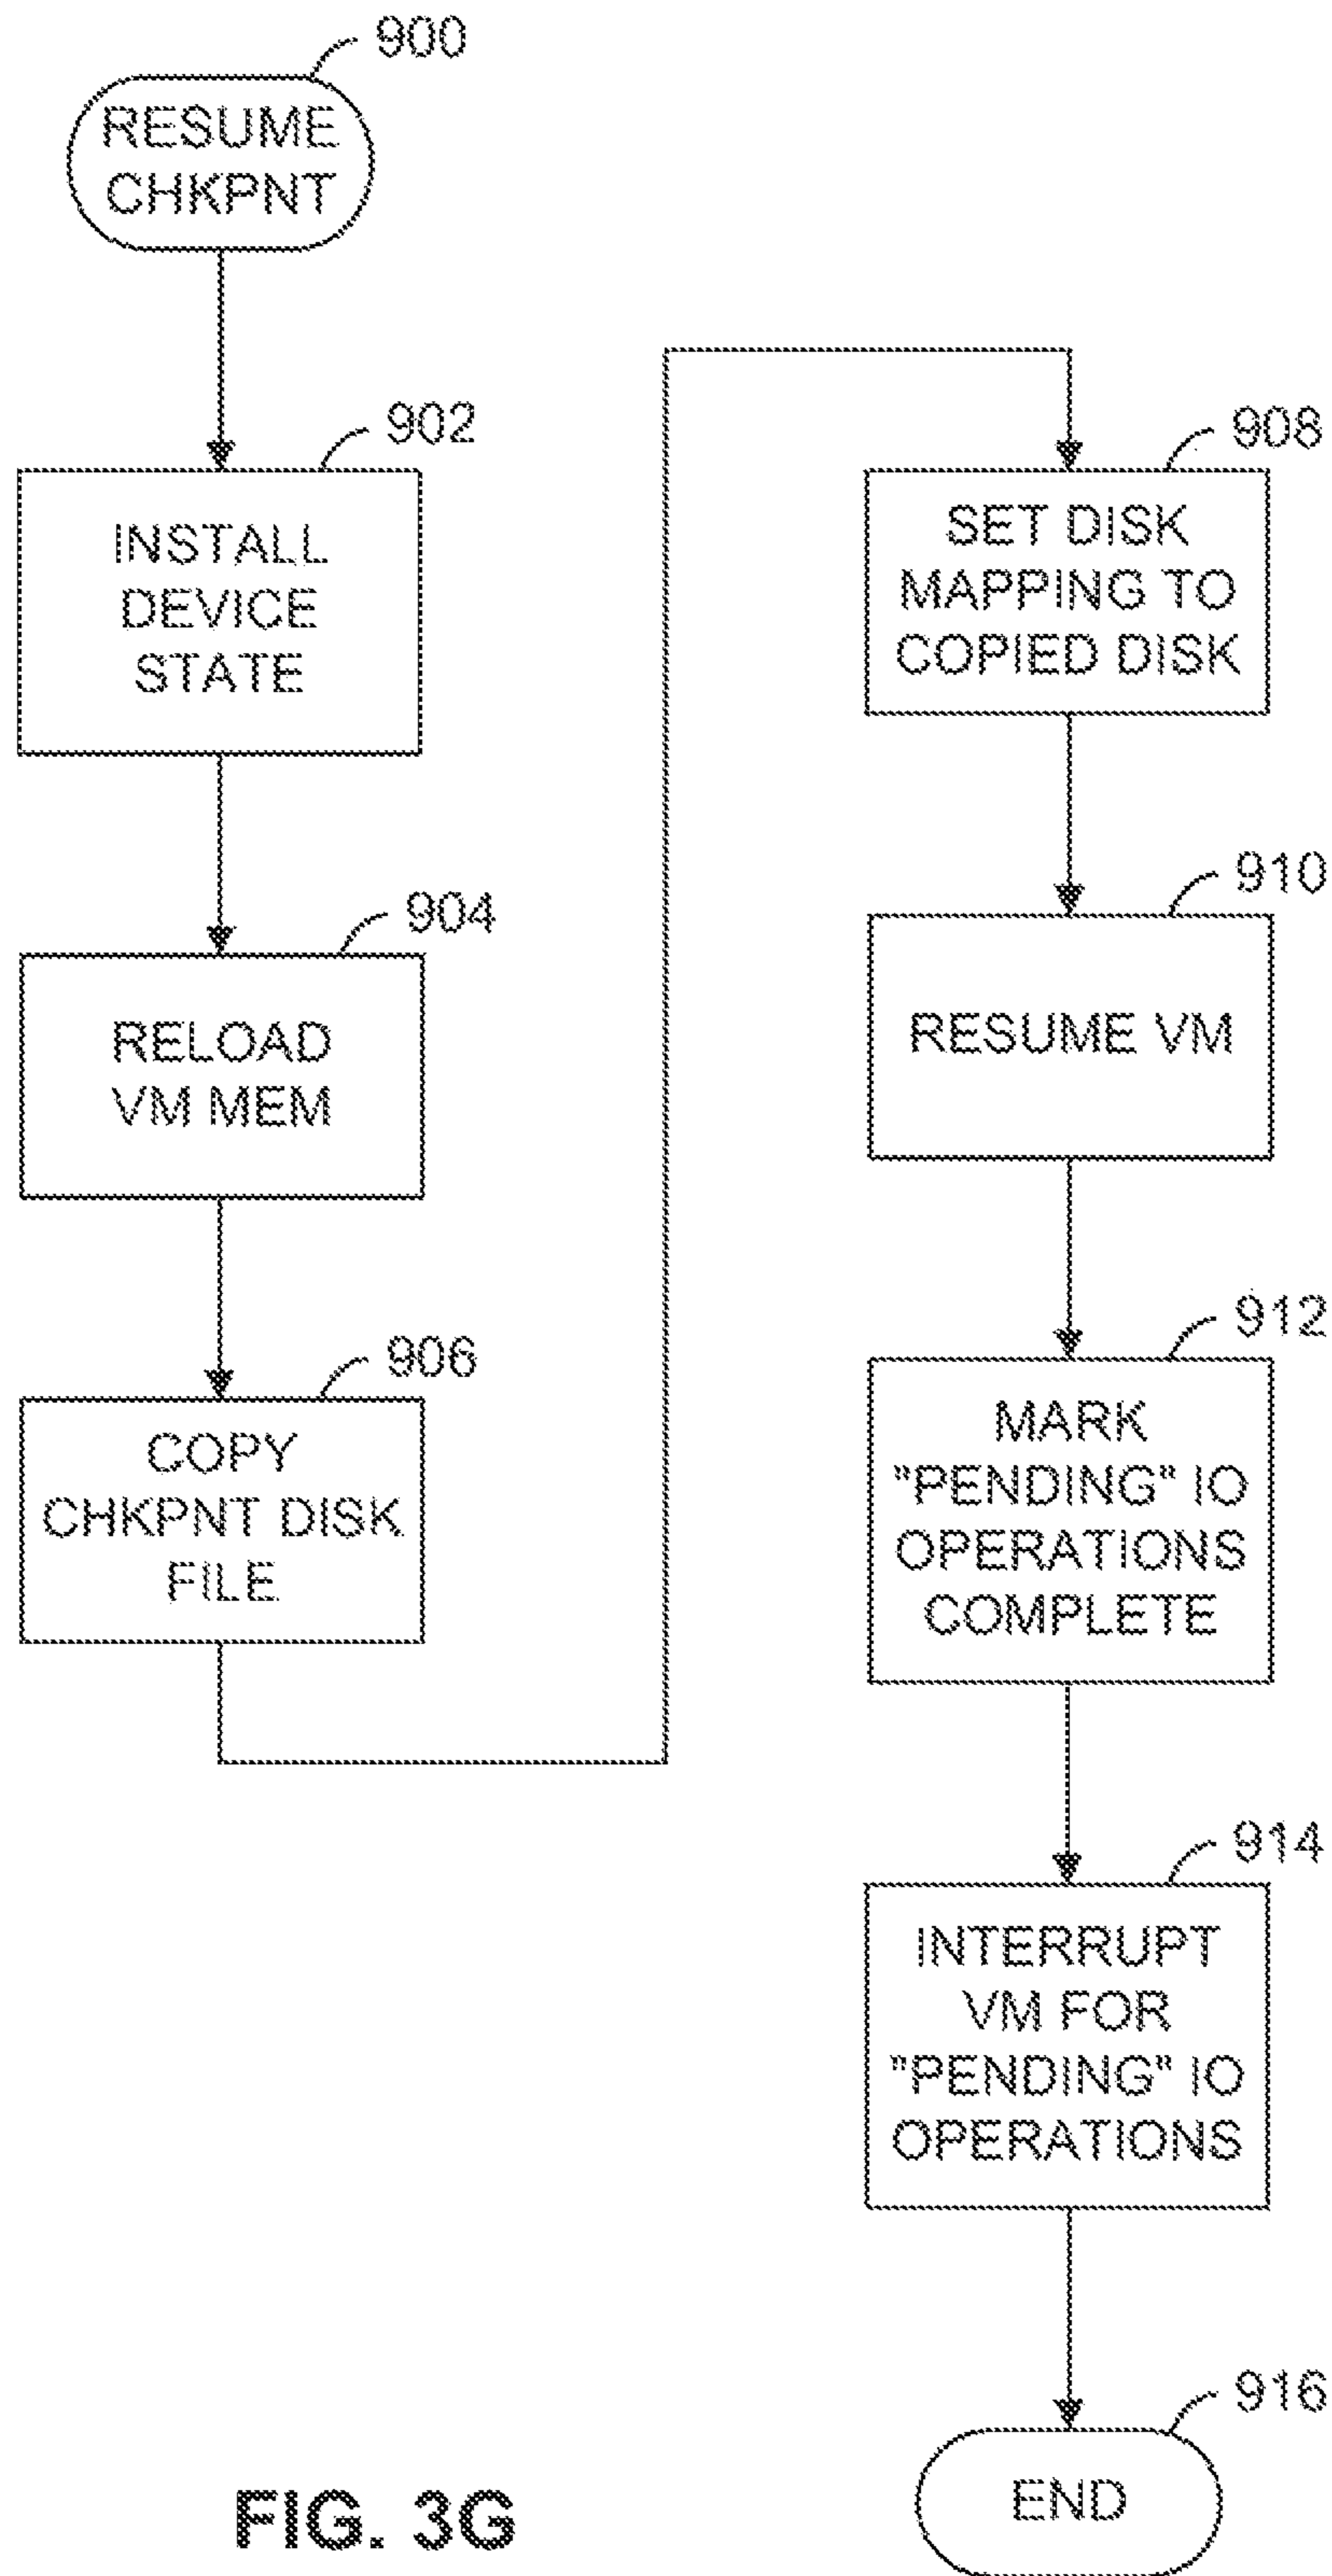 900
RESUME
CHKPNT
902
INSTALL
DEVICE
STATE
904
RELOAD
VM MEM
906
COPY
CHKPNT DISK
FILE
908
SET DISK
MAPPING TO
COPIED DISK
910
RESUME VM
912
MARK
"PENDING" IO
OPERATIONS
COMPLETE
914
INTERRUPT
VM FOR
"PENDING" IO
OPERATIONS
916
END
FIG. 3G